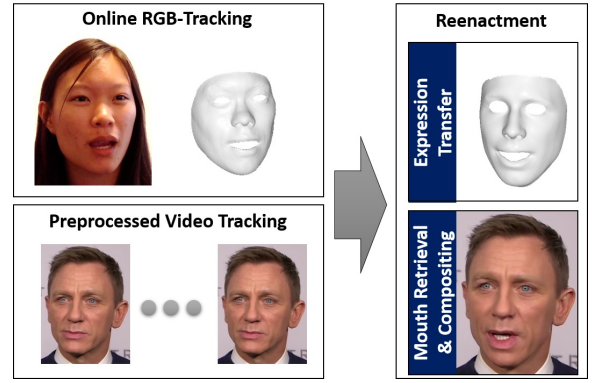 Online RGB-Tracking
Reenactment
Expression
Transfer
Preprocessed Video Tracking
Mouth Retrieval
& Compositing